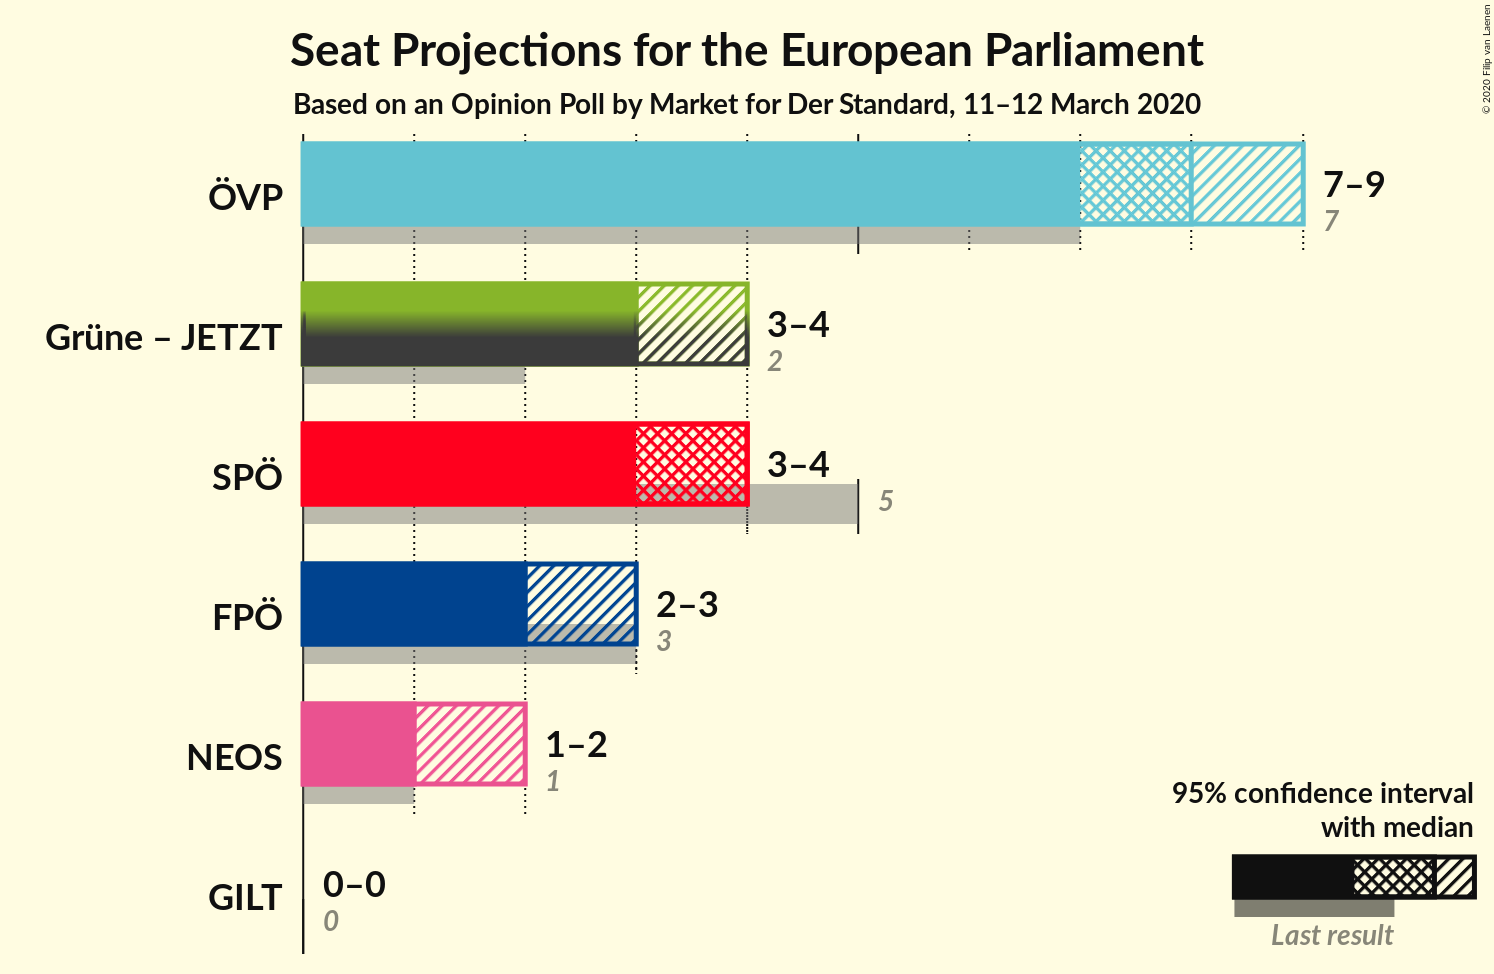 Seat Projections for the European Parliament
Based on an Opinion Poll by Market for Der Standard, 11–12 March 2020
© 2020 Filip van Laenen
ÖVP
7–9
7
Grüne – JETZT
3–4
2
SPÖ
3–4
5
FPÖ
2–3
3
NEOS
1–2
1
GILT
0–0
0
95% confidence interval
with median
Last result